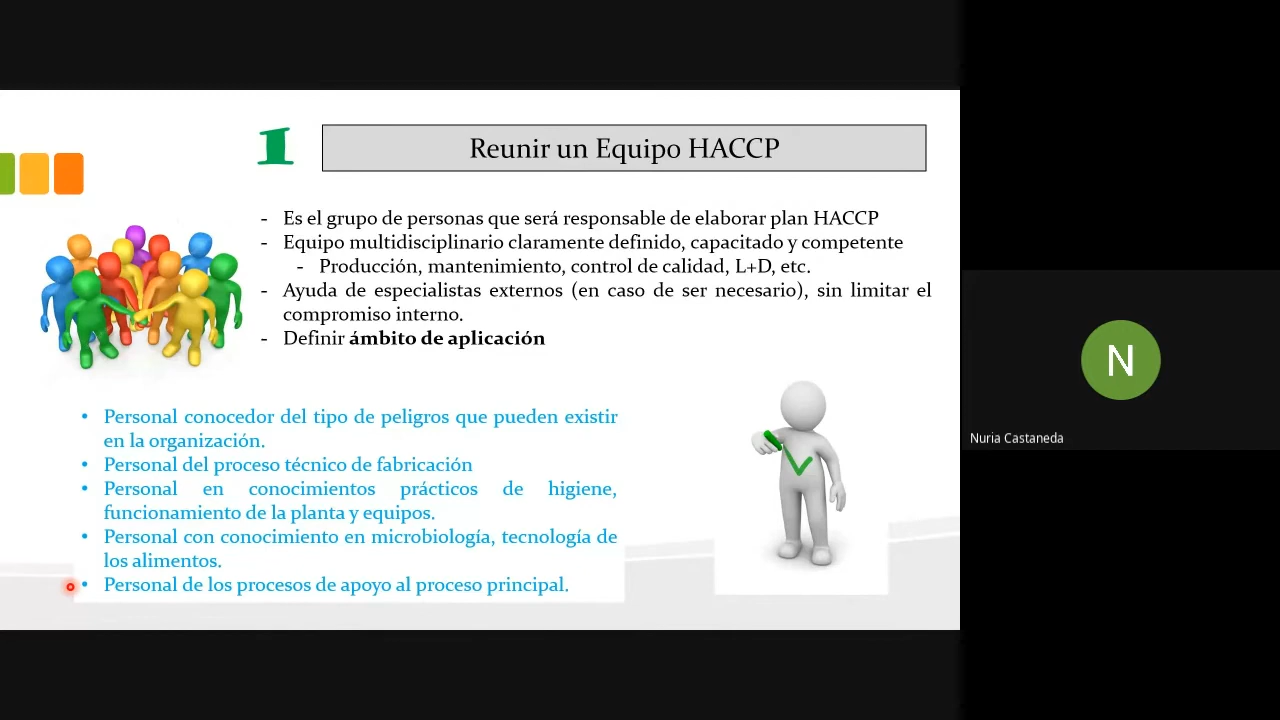 1
Reunir un Equipo HACCP
- Es el grupo de personas que será responsable de elaborar plan HACCP
- Equipo multidisciplinario claramente definido, capacitado y competente
- Producción, mantenimiento, control de calidad, L+D, etc.
- Ayuda de especialistas externos (en caso de ser necesario), sin limitar el
compromiso interno.
- Definir ámbito de aplicación
• Personal conocedor del tipo de peligros que pueden existir
en la organización.
• Personal del proceso técnico de fabricación
• Personal en conocimientos prácticos de higiene,
funcionamiento de la planta y equipos.
• Personal con conocimiento en microbiología, tecnología de
los alimentos.
• Personal de los procesos de apoyo al proceso principal.
N
Nuria Castaneda